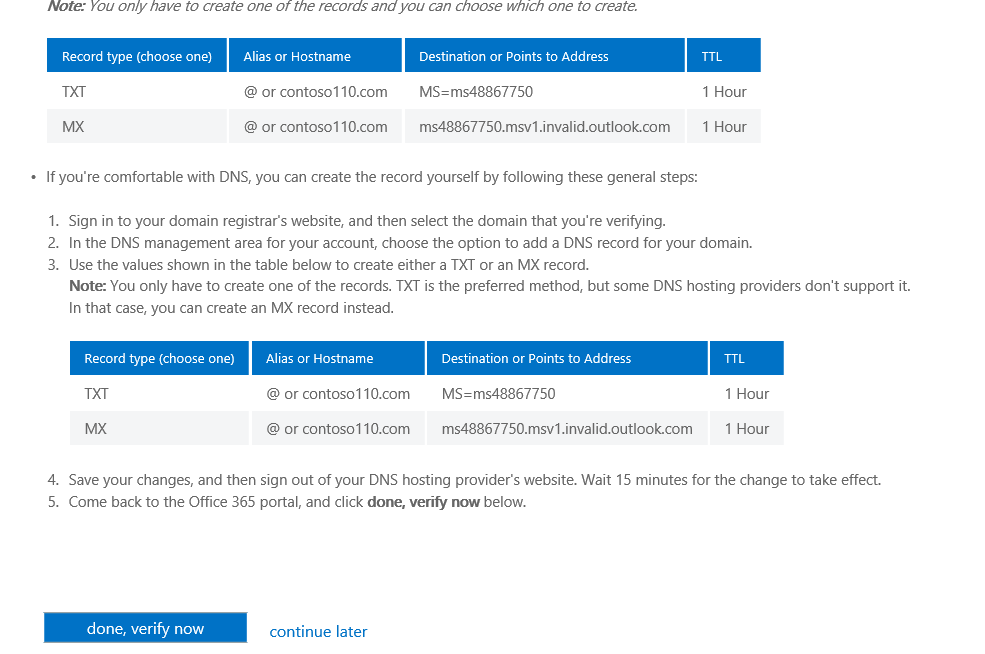 Note: You only have to create one of the records and you can choose which one to create.
Record type (choose one) Alias or Hostname Destination or Points to Address TTL
TXT @ or contoso110.com MS=ms48867750 1 Hour
MX @ or contoso110.com ms48867750.msv1.invalid.outlook.com 1 Hour
• If you're comfortable with DNS, you can create the record yourself by following these general steps:
1. Sign in to your domain registrar's website, and then select the domain that you're verifying.
2. In the DNS management area for your account, choose the option to add a DNS record for your domain.
3. Use the values shown in the table below to create either a TXT or an MX record.
Note: You only have to create one of the records. TXT is the preferred method, but some DNS hosting providers don't support it.
In that case, you can create an MX record instead.
Record type (choose one) Alias or Hostname Destination or Points to Address TTL
TXT @ or contoso110.com MS=ms48867750 1 Hour
MX @ or contoso110.com ms48867750.msv1.invalid.outlook.com 1 Hour
4. Save your changes, and then sign out of your DNS hosting provider's website. Wait 15 minutes for the change to take effect.
5. Come back to the Office 365 portal, and click done, verify now below.
done, verify now continue later